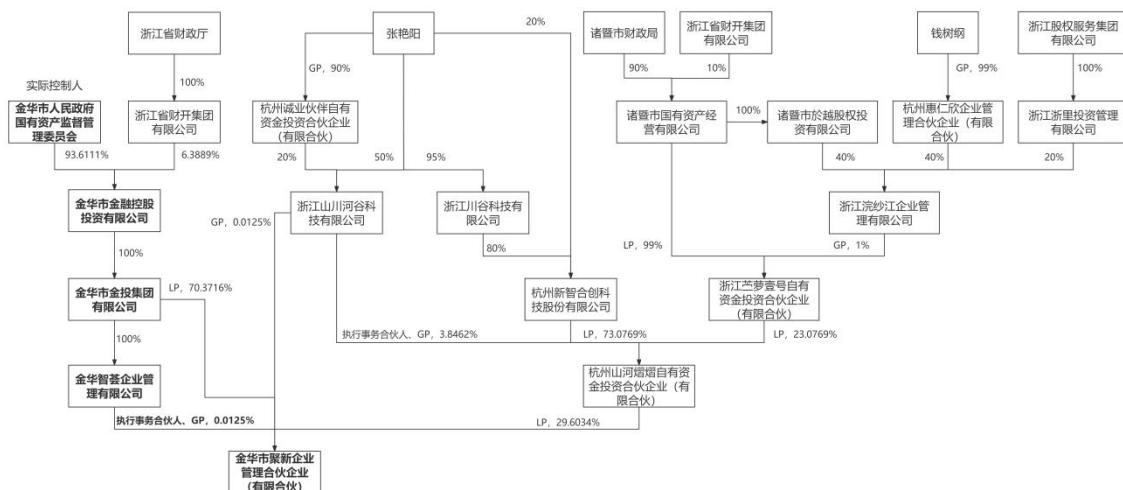 浙江省财政厅
张艳阳
20%
诸暨市财政局
浙江省财开集团
有限公司
钱树纲
浙江股权服务集团
有限公司
100%
GP，90%
90%
10%
GP，99%
100%
实际控制人
金华市人民政府
国有资产监督管
理委员会
浙江省财开集团
有限公司
杭州诚业伙伴自有
资金投资合伙企业
（有限合伙）
诸暨市国有资产经
营有限公司
100%
诸暨市於越股权投
资有限公司
杭州惠仁欣企业管
理合伙企业（有限
合伙）
浙江浙里投资管理
有限公司
93.6111%
6.3889%
20%
50%
95%
40%
40%
20%
金华市金融控股
投资有限公司
浙江山川河谷科
技有限公司
浙江川谷科技有
限公司
浙江浣纱江企业管
理有限公司
GP，0.0125%
100%
80%
LP，99%
GP，1%
金华市金投集团
有限公司
LP，70.3716%
杭州新智合创科
技股份有限公司
浙江苎萝壹号自有
资金投资合伙企业
（有限合伙）
100%
执行事务合伙人、GP，3.8462%
LP，73.0769%
LP，23.0769%
金华智荟企业管
理有限公司
杭州山河熠熠自有资
金投资合伙企业（有
限合伙）
执行事务合伙人、GP，0.0125%
LP，29.6034%
金华市聚新企业
管理合伙企业
（有限合伙）